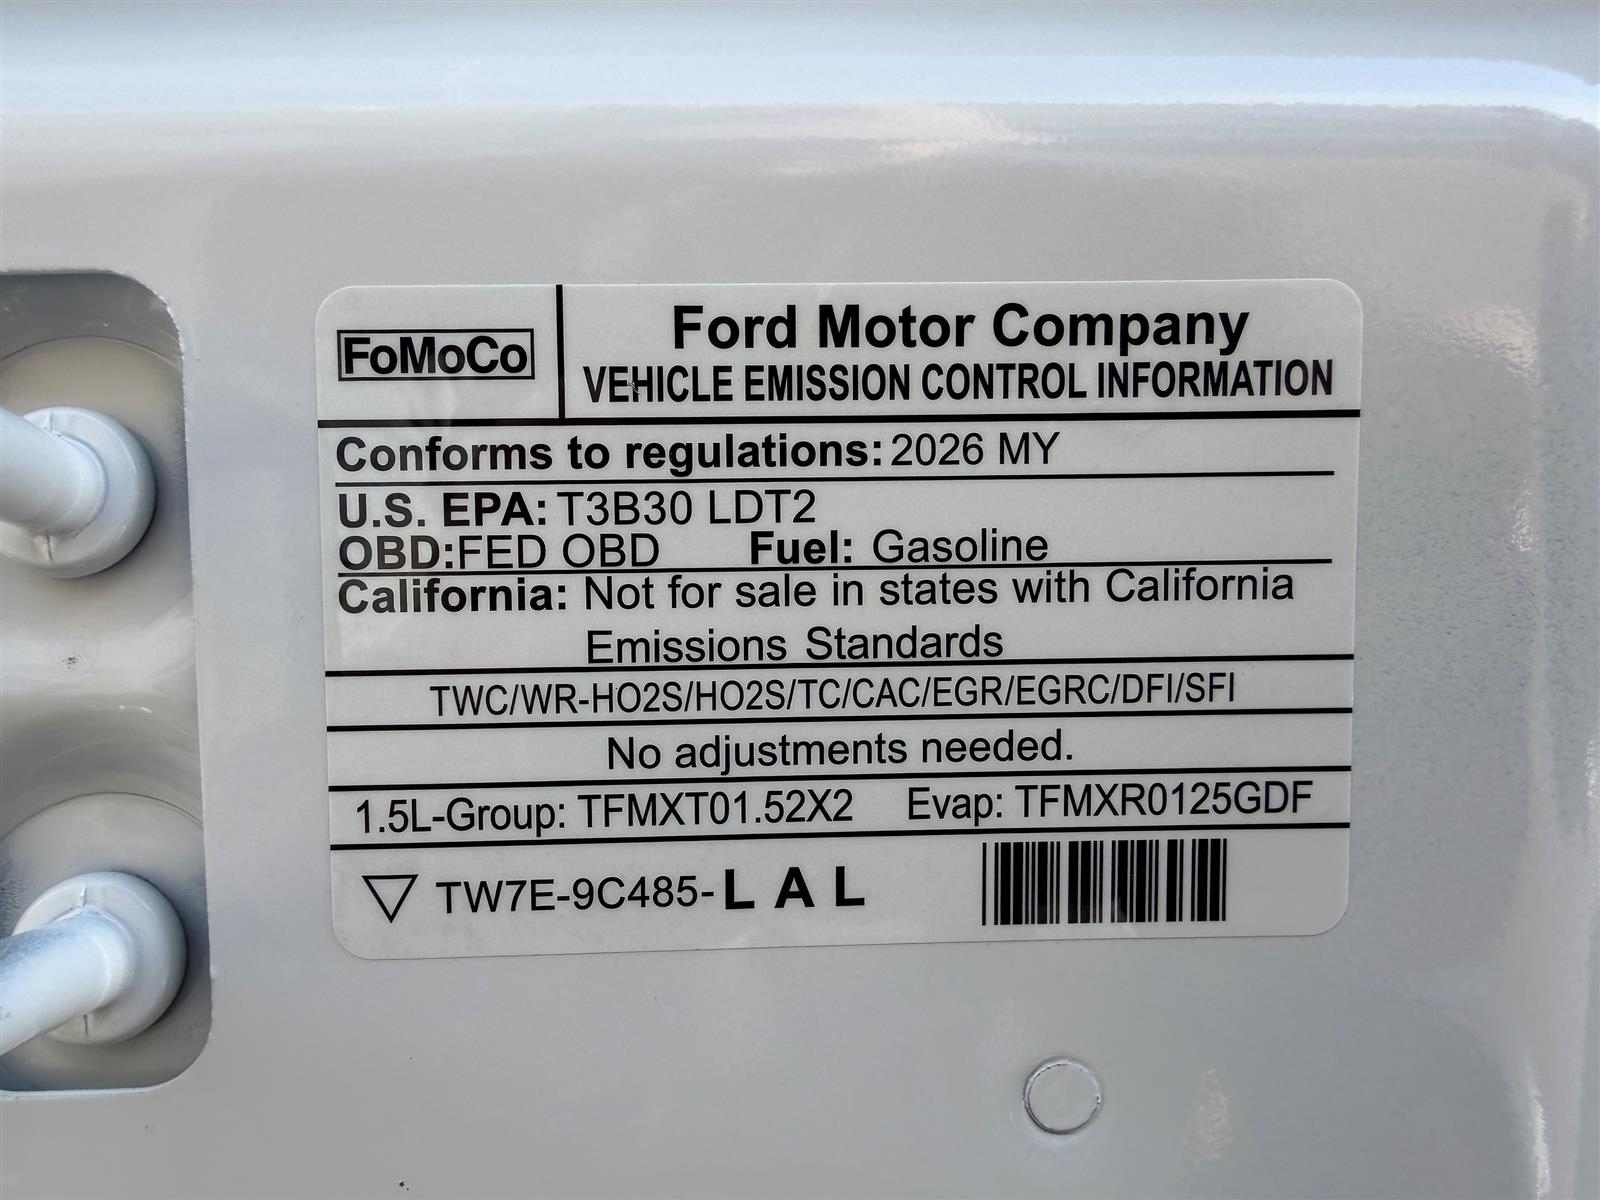 FoMoCo
Ford Motor Company
VEHICLE EMISSION CONTROL INFORMATION
Conforms to regulations: 2026 MY
U.S. EPA: T3B30 LDT2
OBD:FED OBD Fuel: Gasoline
California: Not for sale in states with California
Emissions Standards
TWC/WR-HO2S/HO2S/TC/CAC/EGR/EGRC/DFI/SFI
No adjustments needed.
1.5L-Group: TFMXT01.52X2 Evap: TFMXR0125GDF
TW7E-9C485-L A L